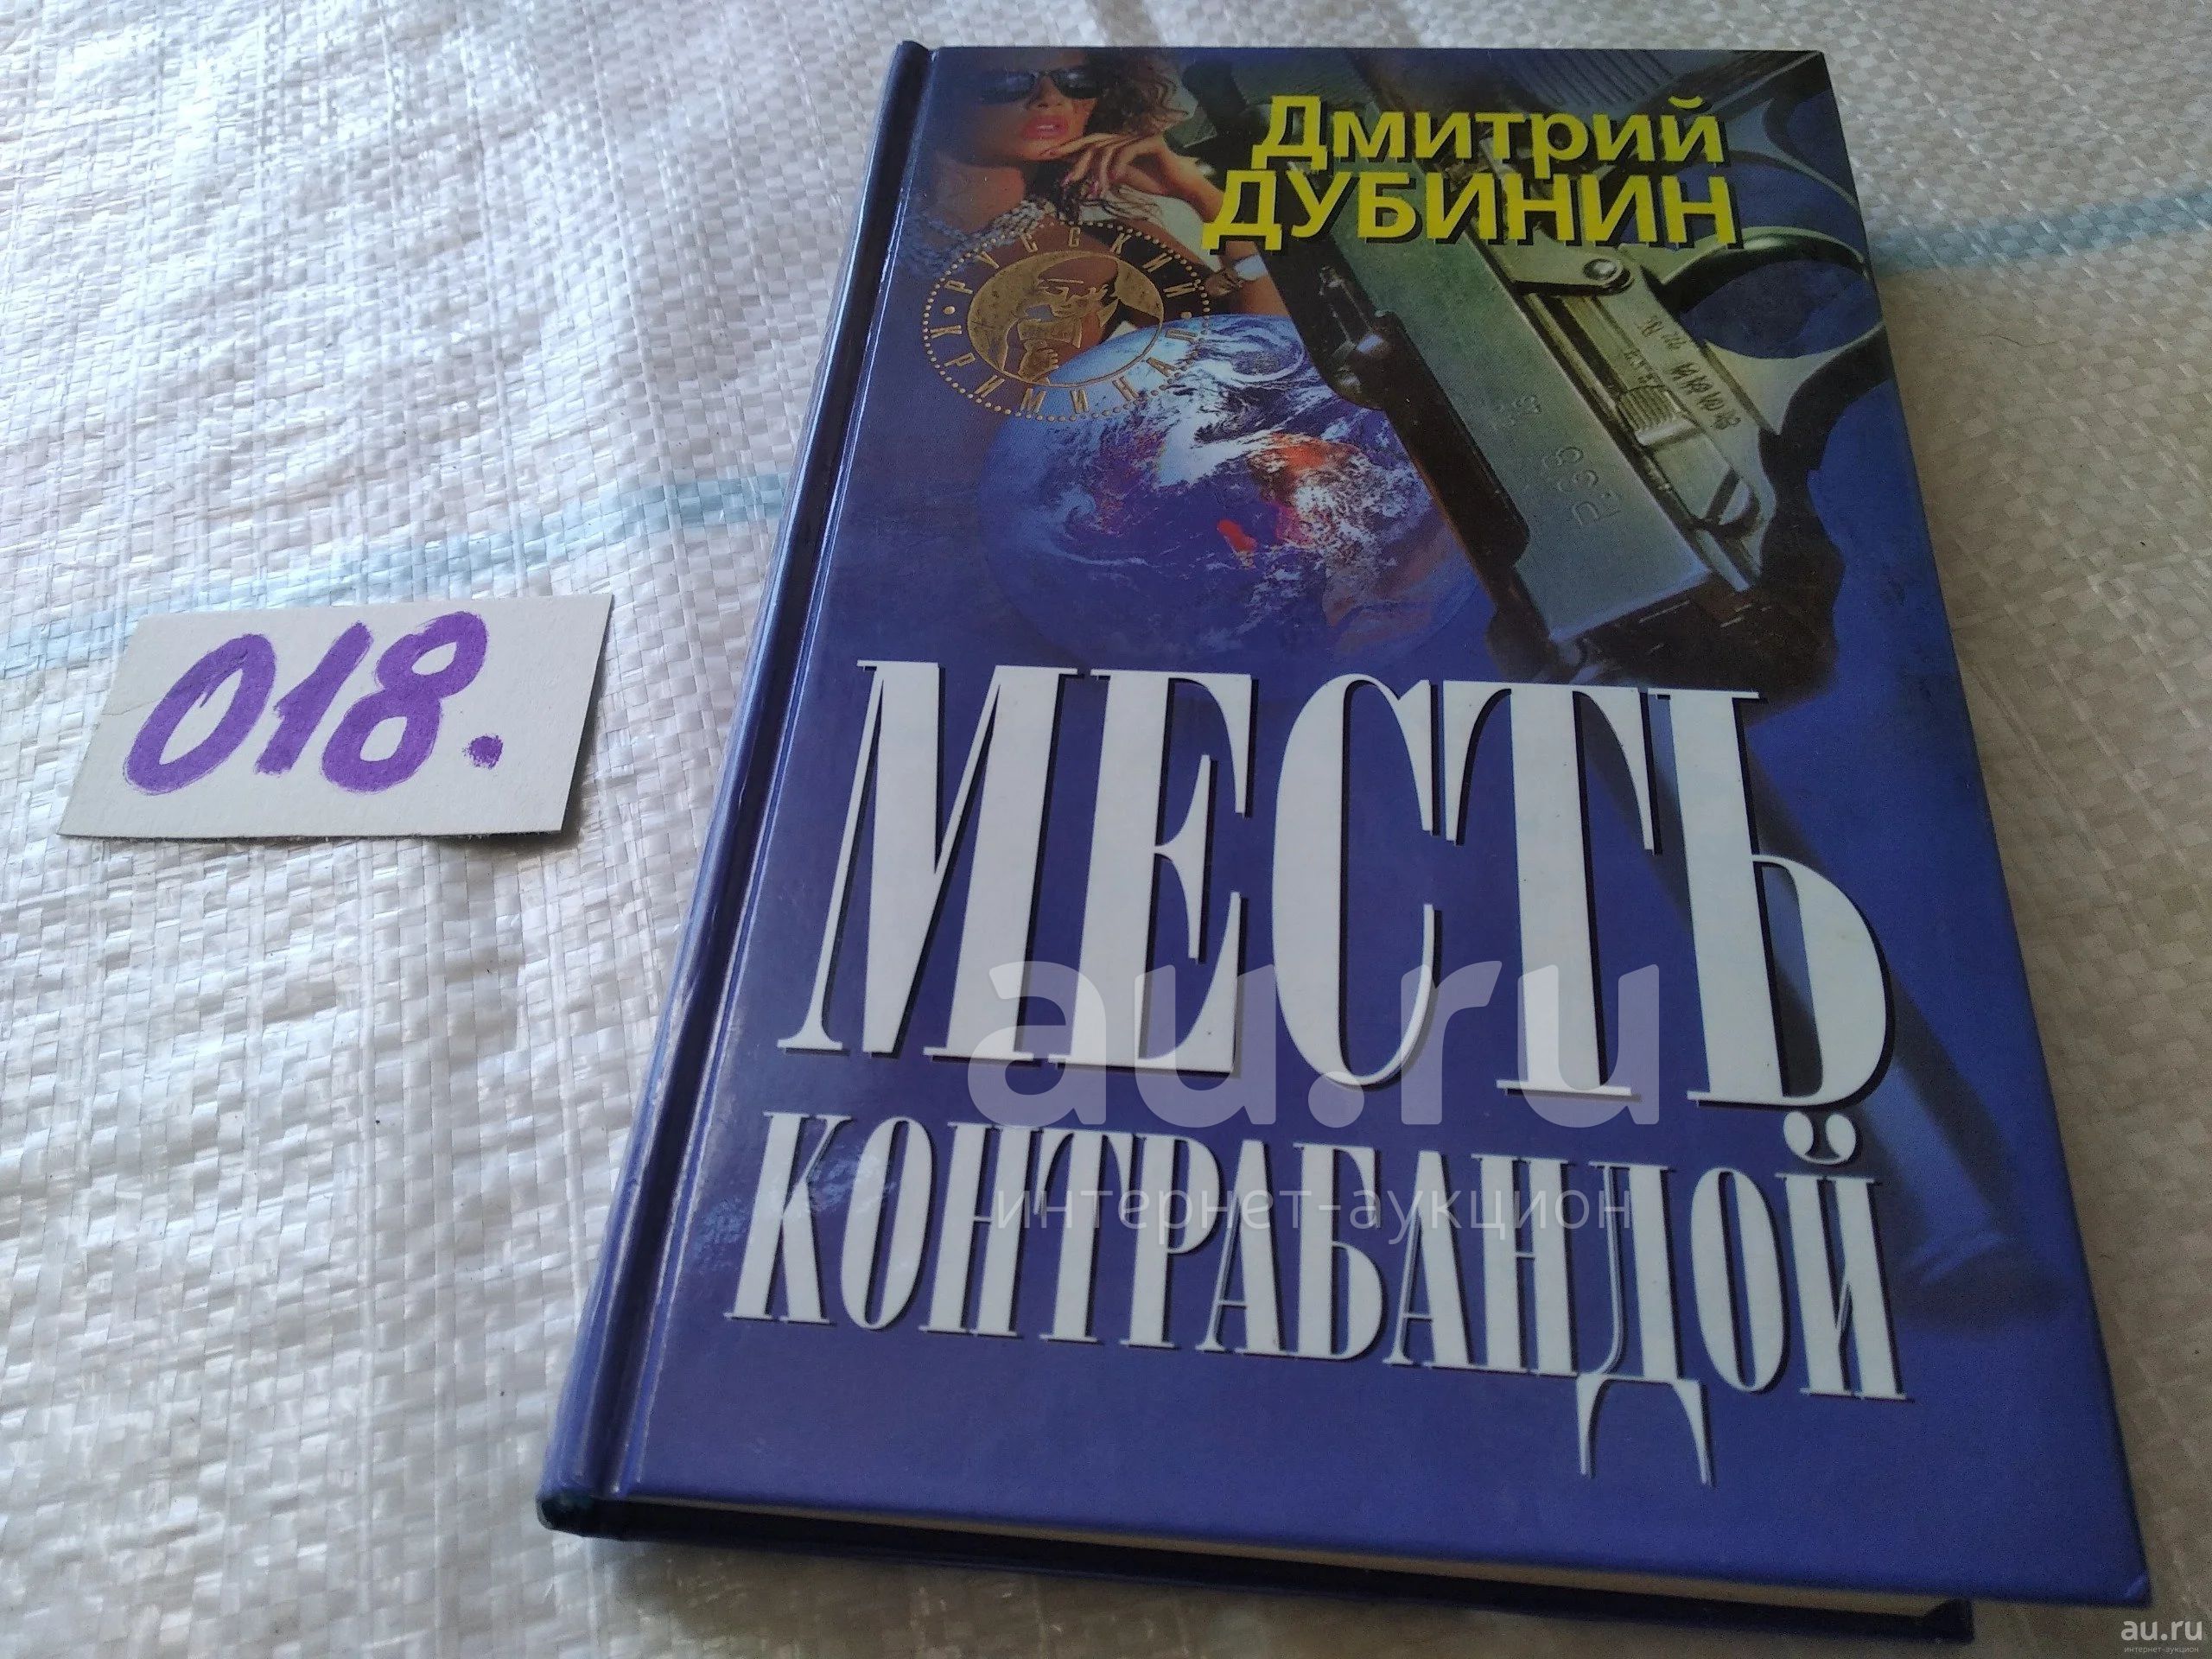 Дмитрий
ДУБИНИН
РУССКИЙ
КРИМИНАЛ
018.
МЕСТЬ
au.ru
КОНТРАБАНДОЙ
интернет-аукцион
au.ru
интернет-аукцион